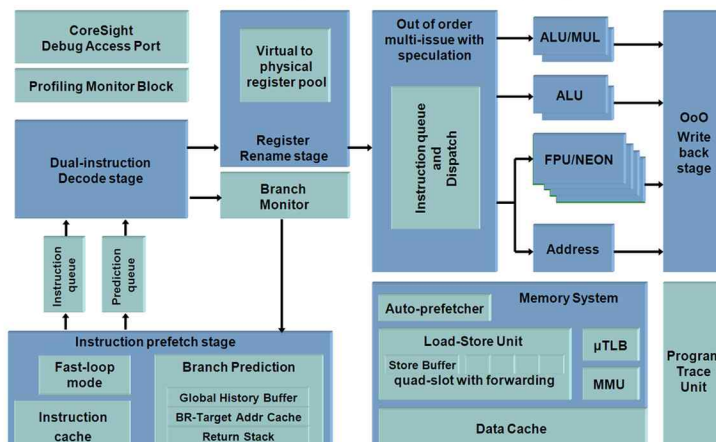 CoreSight
Debug Access Port
Profiling Monitor Block
Dual-instruction
Decode stage
Virtual to
physical
register pool
Register
Rename stage
Branch
Monitor
Out of order
multi-issue with
speculation
Instruction queue
and
Dispatch
ALU/MUL
ALU
FPU/NEON
Address
OoO
Write
back
stage
Instruction
queue
Prediction
queue
Instruction prefetch stage
Fast-loop
mode
Instruction
cache
Branch Prediction
Global History Buffer
BR-Target Addr Cache
Return Stack
Memory System
Auto-prefetcher
Load-Store Unit
Store Buffer
quad-slot with forwarding
µTLB
MMU
Data Cache
Program
Trace
Unit